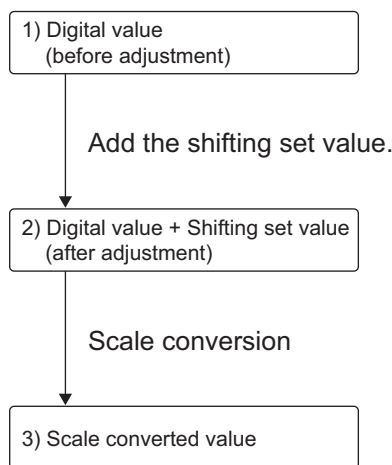 1) Digital value
(before adjustment)
Add the shifting set value.
2) Digital value + Shifting set value
(after adjustment)
Scale conversion
3) Scale converted value